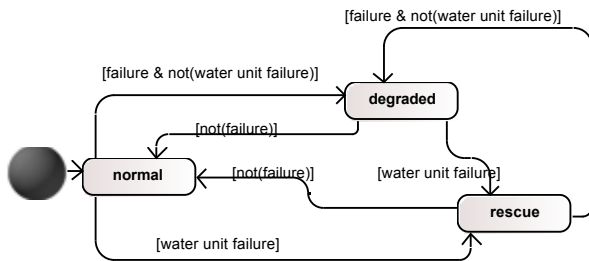 [failure & not(water unit failure)]
[failure & not(water unit failure)]
degraded
[not(failure)]
normal
[not(failure)]
[water unit failure]
rescue
[water unit failure]